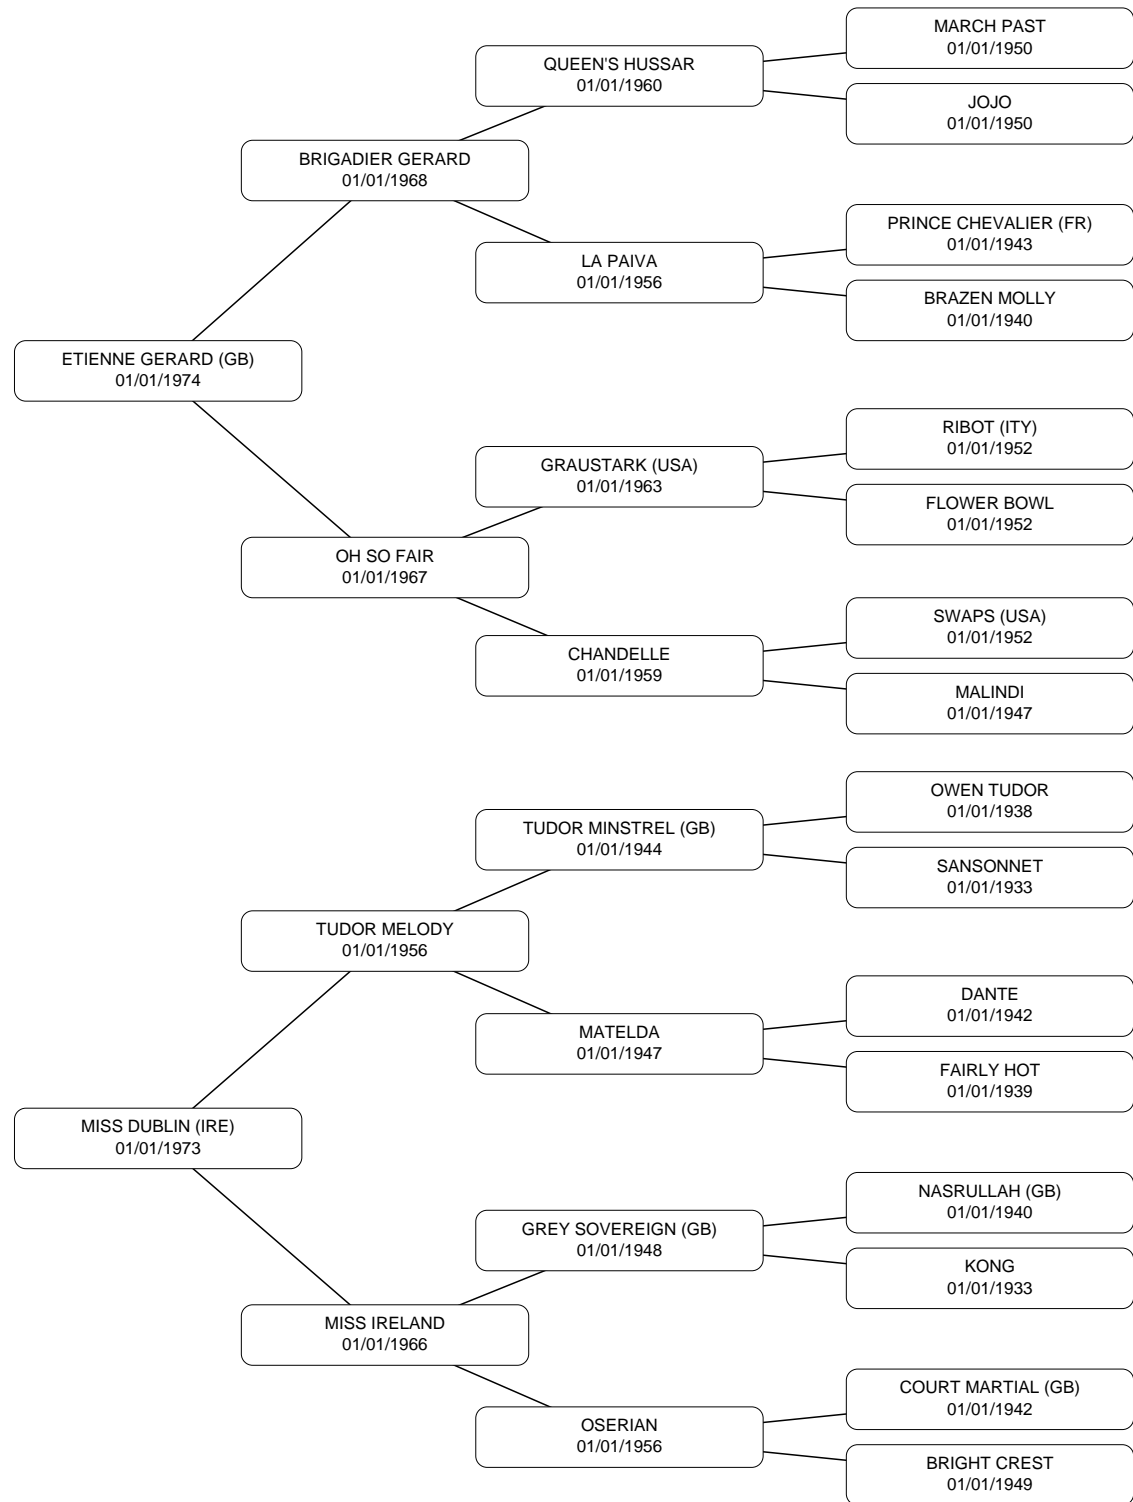 MARCH PAST
01/01/1950
QUEEN'S HUSSAR
01/01/1960
JOJO
01/01/1950
BRIGADIER GERARD
01/01/1968
PRINCE CHEVALIER (FR)
01/01/1943
LA PAIVA
01/01/1956
BRAZEN MOLLY
01/01/1940
ETIENNE GERARD (GB)
01/01/1974
RIBOT (ITY)
01/01/1952
GRAUSTARK (USA)
01/01/1963
FLOWER BOWL
01/01/1952
OH SO FAIR
01/01/1967
SWAPS (USA)
01/01/1952
CHANDELLE
01/01/1959
MALINDI
01/01/1947
OWEN TUDOR
01/01/1938
TUDOR MINSTREL (GB)
01/01/1944
SANSONNET
01/01/1933
TUDOR MELODY
01/01/1956
DANTE
01/01/1942
MATELDA
01/01/1947
FAIRLY HOT
01/01/1939
MISS DUBLIN (IRE)
01/01/1973
NASRULLAH (GB)
01/01/1940
GREY SOVEREIGN (GB)
01/01/1948
KONG
01/01/1933
MISS IRELAND
01/01/1966
COURT MARTIAL (GB)
01/01/1942
OSERIAN
01/01/1956
BRIGHT CREST
01/01/1949